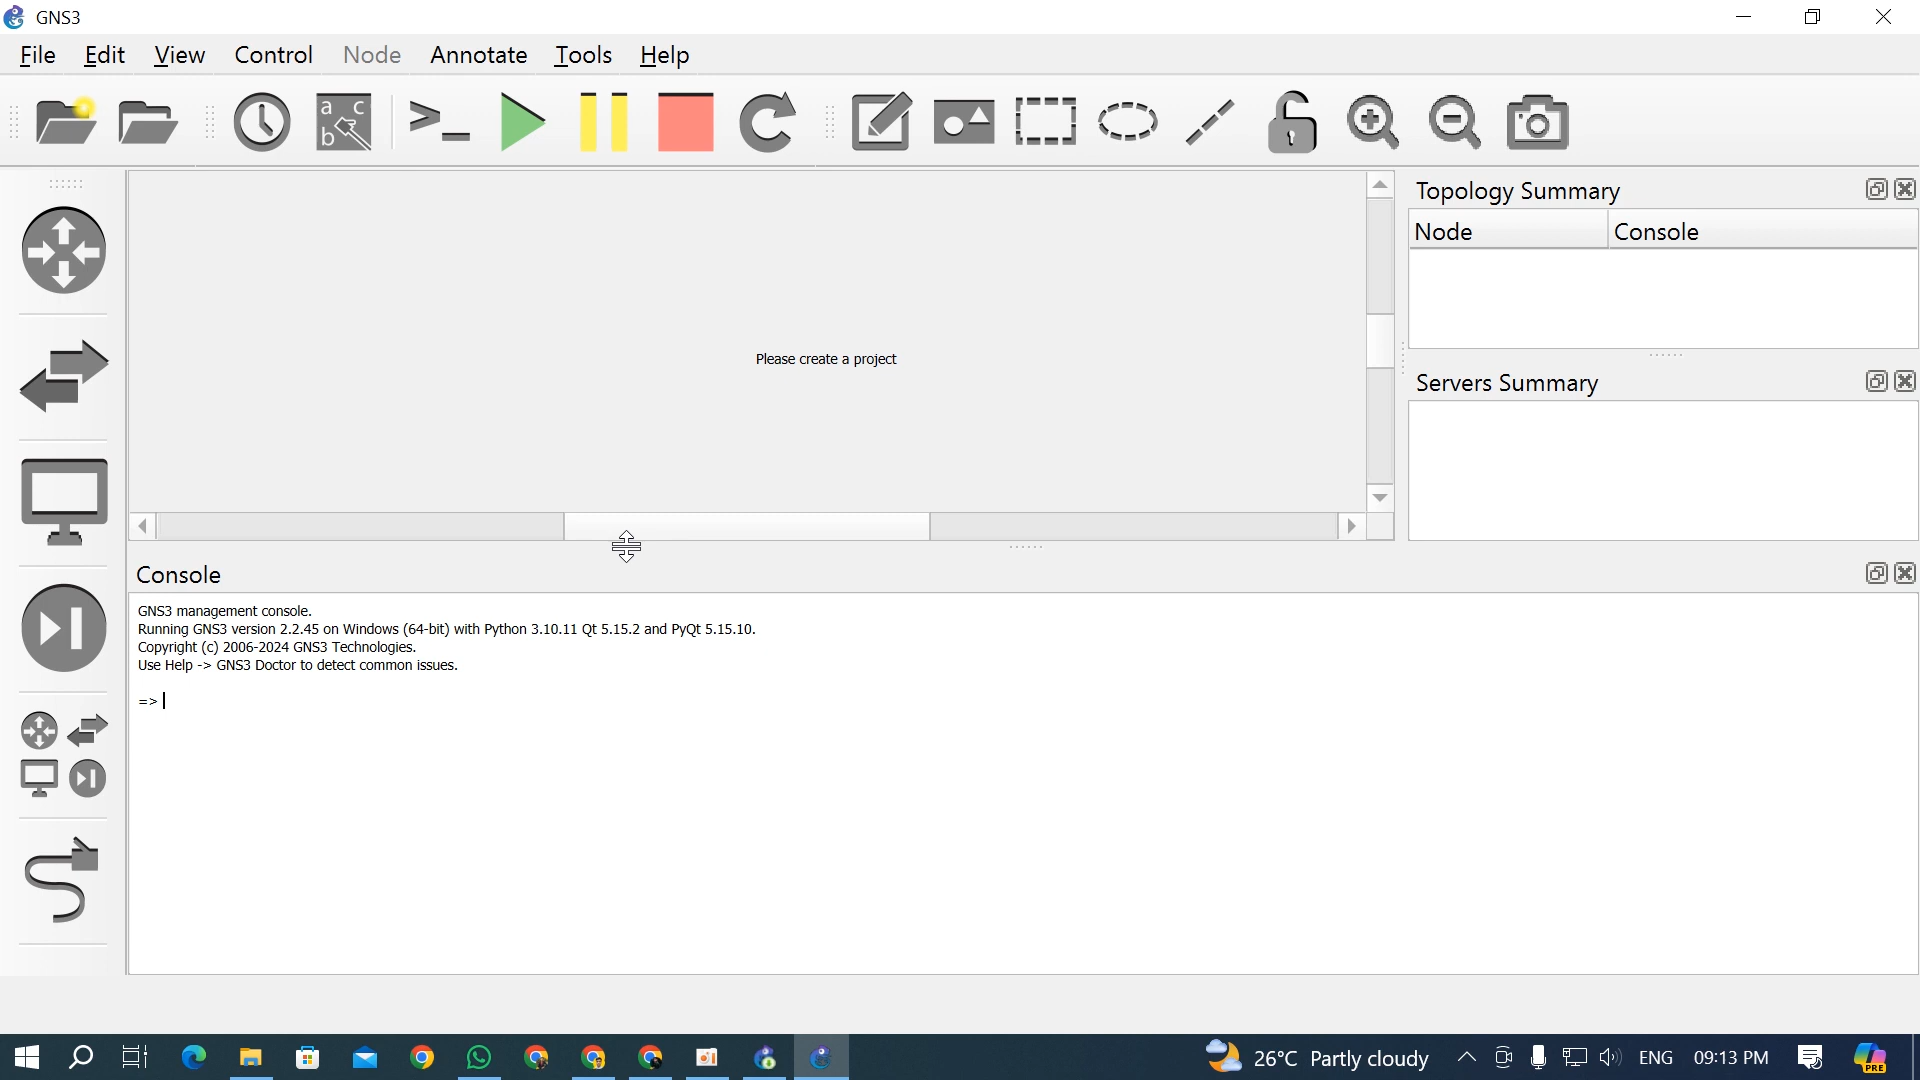 GNS3
File Edit View Control Node Annotate Tools Help
a c
b
Topology Summary
Node Console
Please create a project
Servers Summary
Console
GNS3 management console.
Running GNS3 version 2.2.45 on Windows (64-bit) with Python 3.10.11 Qt 5.15.2 and PyQt 5.15.10.
Copyright (c) 2006-2024 GNS3 Technologies.
Use Help -> GNS3 Doctor to detect common issues.
=>
26°C Partly cloudy ENG 09:13 PM PRE